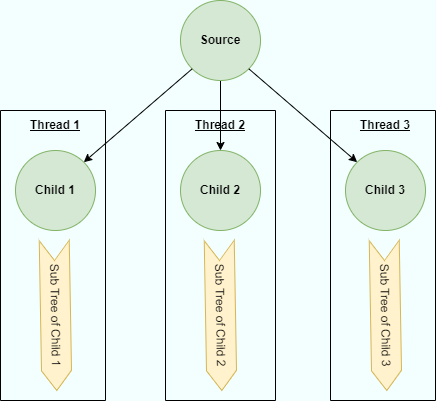 Source
Thread 1
Thread 2
Thread 3
Child 1
Child 2
Child 3
Sub Tree of Child 1
Sub Tree of Child 2
Sub Tree of Child 3